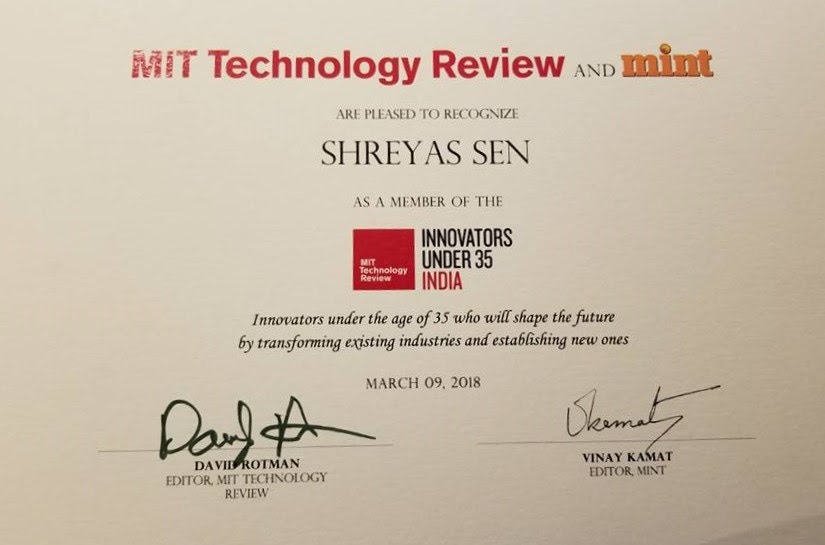 MIT Technology Review AND mint
ARE PLEASED TO RECOGNIZE
SHREYAS SEN
AS A MEMBER OF THE
MIT
Technology
Review
INNOVATORS
UNDER 35
INDIA
Innovators under the age of 35 who will shape the future
by transforming existing industries and establishing new ones
MARCH 09, 2018
DAVID ROTMAN
EDITOR, MIT TECHNOLOGY
REVIEW
Vkamat
VINAY KAMAT
EDITOR, MINT